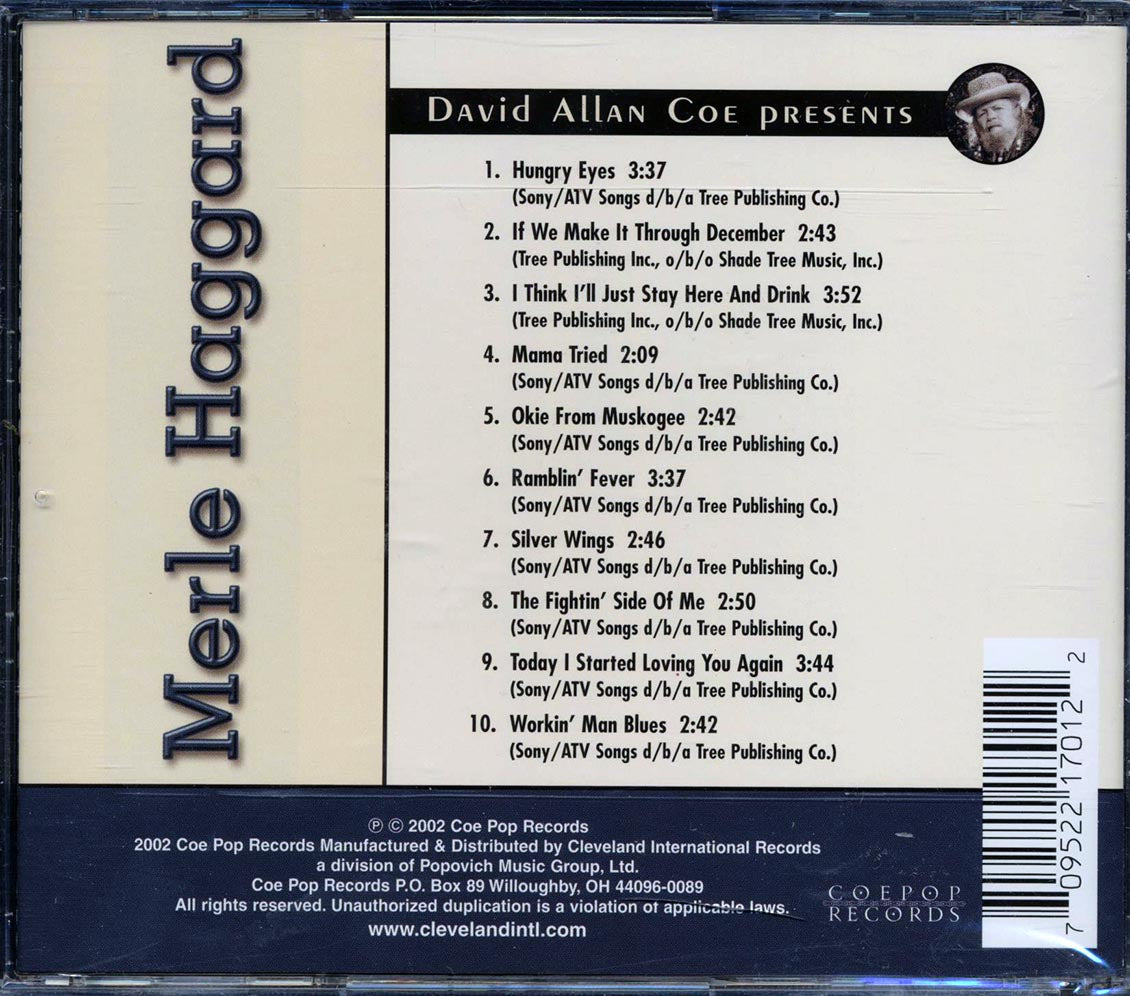 Merle Haggard
David Allan Coe presents
1. Hungry Eyes 3:37
(Sony/ATV Songs d/b/a Tree Publishing Co.)
2. If We Make It Through December 2:43
(Tree Publishing Inc., o/b/o Shade Tree Music, Inc.)
3. I Think I'll Just Stay Here And Drink 3:52
(Tree Publishing Inc., o/b/o Shade Tree Music, Inc.)
4. Mama Tried 2:09
(Sony/ATV Songs d/b/a Tree Publishing Co.)
5. Okie From Muskogee 2:42
(Sony/ATV Songs d/b/a Tree Publishing Co.)
6. Ramblin' Fever 3:37
(Sony/ATV Songs d/b/a Tree Publishing Co.)
7. Silver Wings 2:46
(Sony/ATV Songs d/b/a Tree Publishing Co.)
8. The Fightin' Side Of Me 2:50
(Sony/ATV Songs d/b/a Tree Publishing Co.)
9. Today I Started Loving You Again 3:44
(Sony/ATV Songs d/b/a Tree Publishing Co.)
10. Workin' Man Blues 2:42
(Sony/ATV Songs d/b/a Tree Publishing Co.)
℗ © 2002 Coe Pop Records
2002 Coe Pop Records Manufactured & Distributed by Cleveland International Records
a division of Popovich Music Group, Ltd.
Coe Pop Records P.O. Box 89 Willoughby, OH 44096-0089
All rights reserved. Unauthorized duplication is a violation of applicable laws.
www.clevelandintl.com
COEPOP
RECORDS
7 09522 17012 2